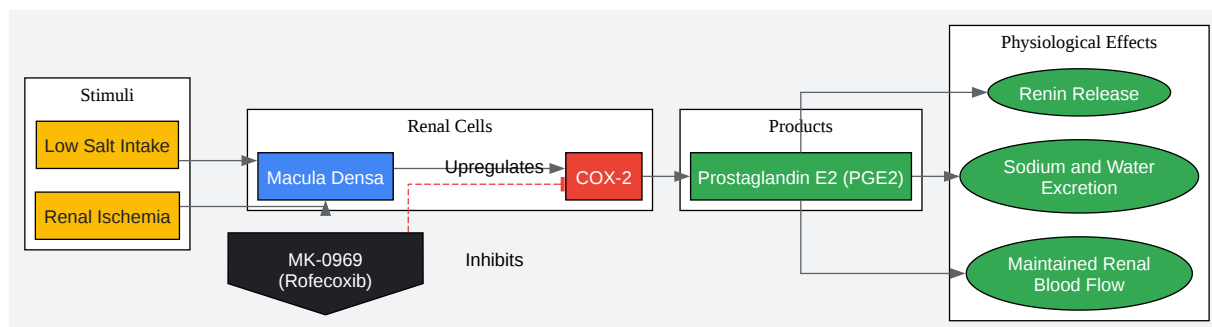 Stimuli
Low Salt Intake
Renal Ischemia
Renal Cells
Macula Densa
Upregulates
COX-2
MK-0969
(Rofecoxib)
Inhibits
Products
Prostaglandin E2 (PGE2)
Physiological Effects
Renin Release
Sodium and Water
Excretion
Maintained Renal
Blood Flow